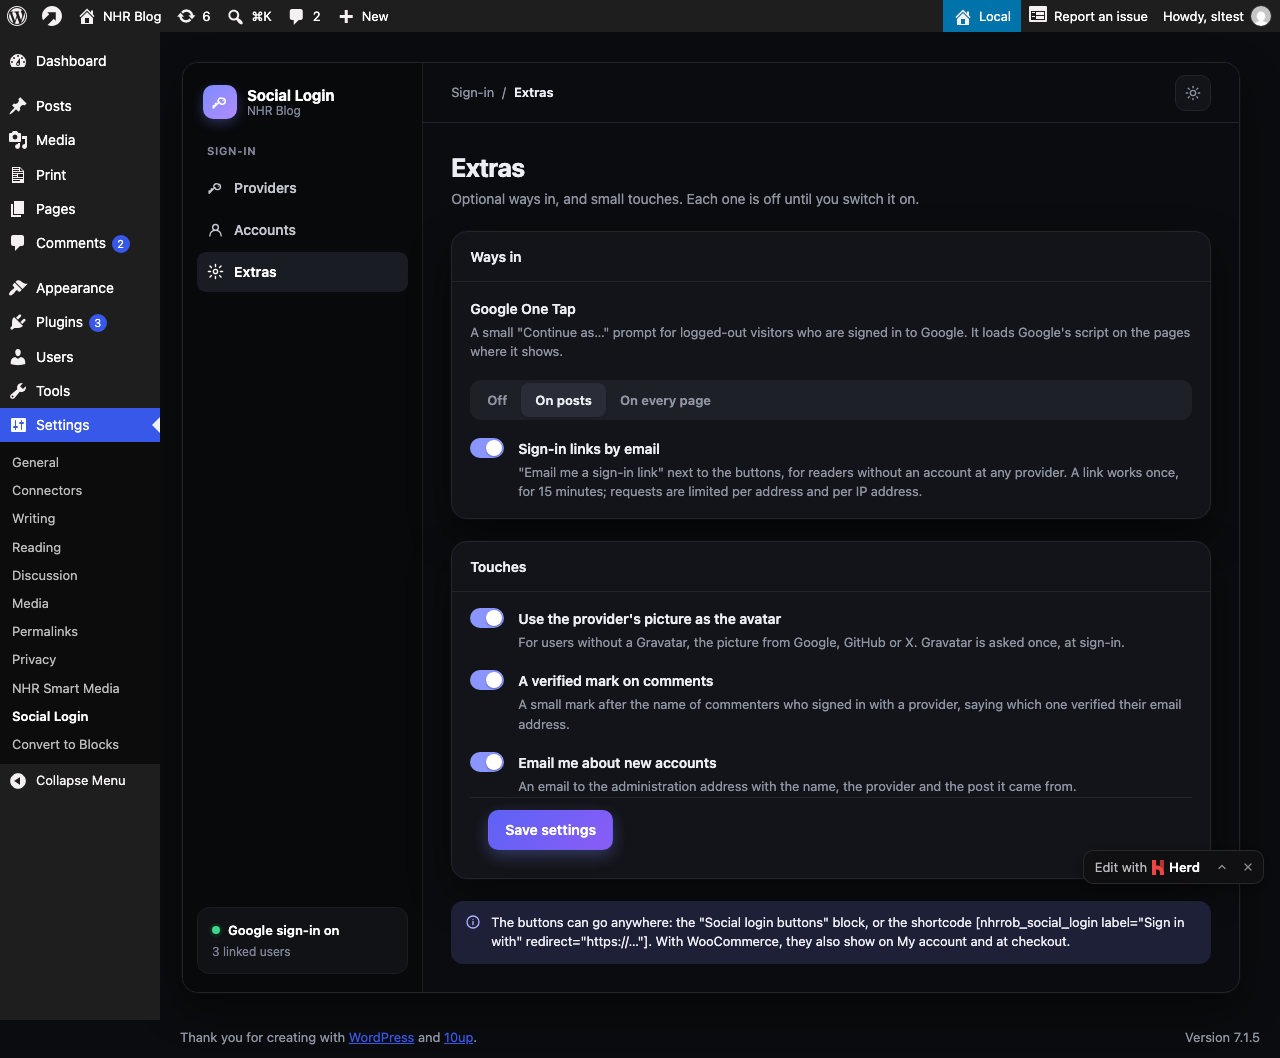 NHR Blog
6
⌘K
2
New
Local
Report an issue
Howdy, sltest
Dashboard
Posts
Media
Print
Pages
Comments 2
Appearance
Plugins 3
Users
Tools
Settings
General
Connectors
Writing
Reading
Discussion
Media
Permalinks
Privacy
NHR Smart Media
Social Login
Convert to Blocks
Collapse Menu
Social Login
NHR Blog
SIGN-IN
Providers
Accounts
Extras
Google sign-in on
3 linked users
Sign-in / Extras
Extras
Optional ways in, and small touches. Each one is off until you switch it on.
Ways in
Google One Tap
A small "Continue as..." prompt for logged-out visitors who are signed in to Google. It loads Google's script on the pages
where it shows.
Off On posts On every page
Sign-in links by email
"Email me a sign-in link" next to the buttons, for readers without an account at any provider. A link works once,
for 15 minutes; requests are limited per address and per IP address.
Touches
Use the provider's picture as the avatar
For users without a Gravatar, the picture from Google, GitHub or X. Gravatar is asked once, at sign-in.
A verified mark on comments
A small mark after the name of commenters who signed in with a provider, saying which one verified their email
address.
Email me about new accounts
An email to the administration address with the name, the provider and the post it came from.
Save settings
Edit with Herd
The buttons can go anywhere: the "Social login buttons" block, or the shortcode [nhrrob_social_login label="Sign in
with" redirect="https://..."]. With WooCommerce, they also show on My account and at checkout.
Thank you for creating with WordPress and 10up.
Version 7.1.5